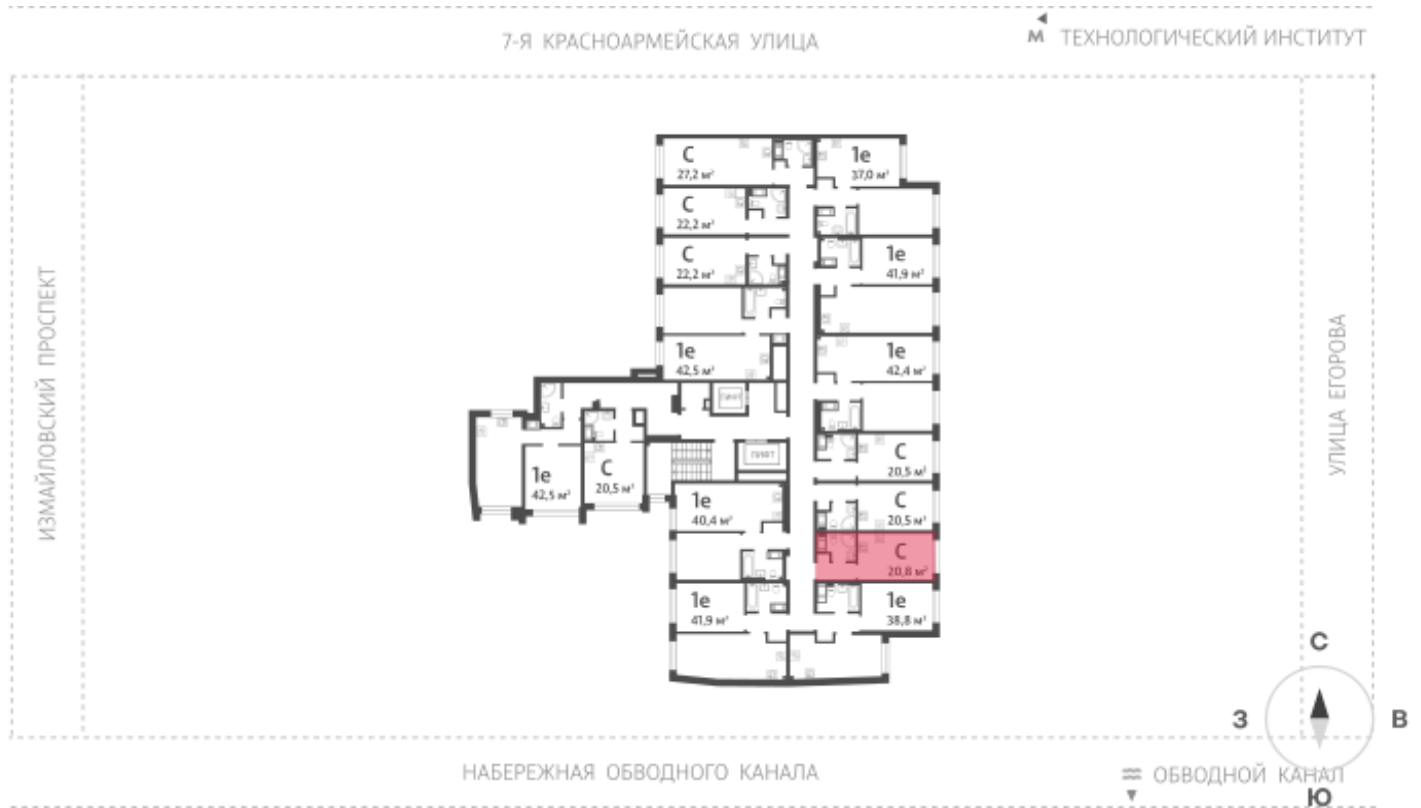 7-Я КРАСНОАРМЕЙСКАЯ УЛИЦА
М ТЕХНОЛОГИЧЕСКИЙ ИНСТИТУТ
ИЗМАЙЛОВСКИЙ ПРОСПЕКТ
УЛИЦА ЕГОРОВА
С
27,2 м²
1е
37,0 м²
С
22,2 м²
С
22,2 м²
1е
41,9 м²
1е
42,5 м²
1е
42,4 м²
ЛИФТ
ЛИФТ
1е
42,5 м²
С
20,5 м²
С
20,5 м²
1е
40,4 м²
С
20,5 м²
С
20,8 м²
1е
41,9 м²
1е
38,8 м²
С
З
В
Ю
НАБЕРЕЖНАЯ ОБВОДНОГО КАНАЛА
ОБВОДНОЙ КАНАЛ